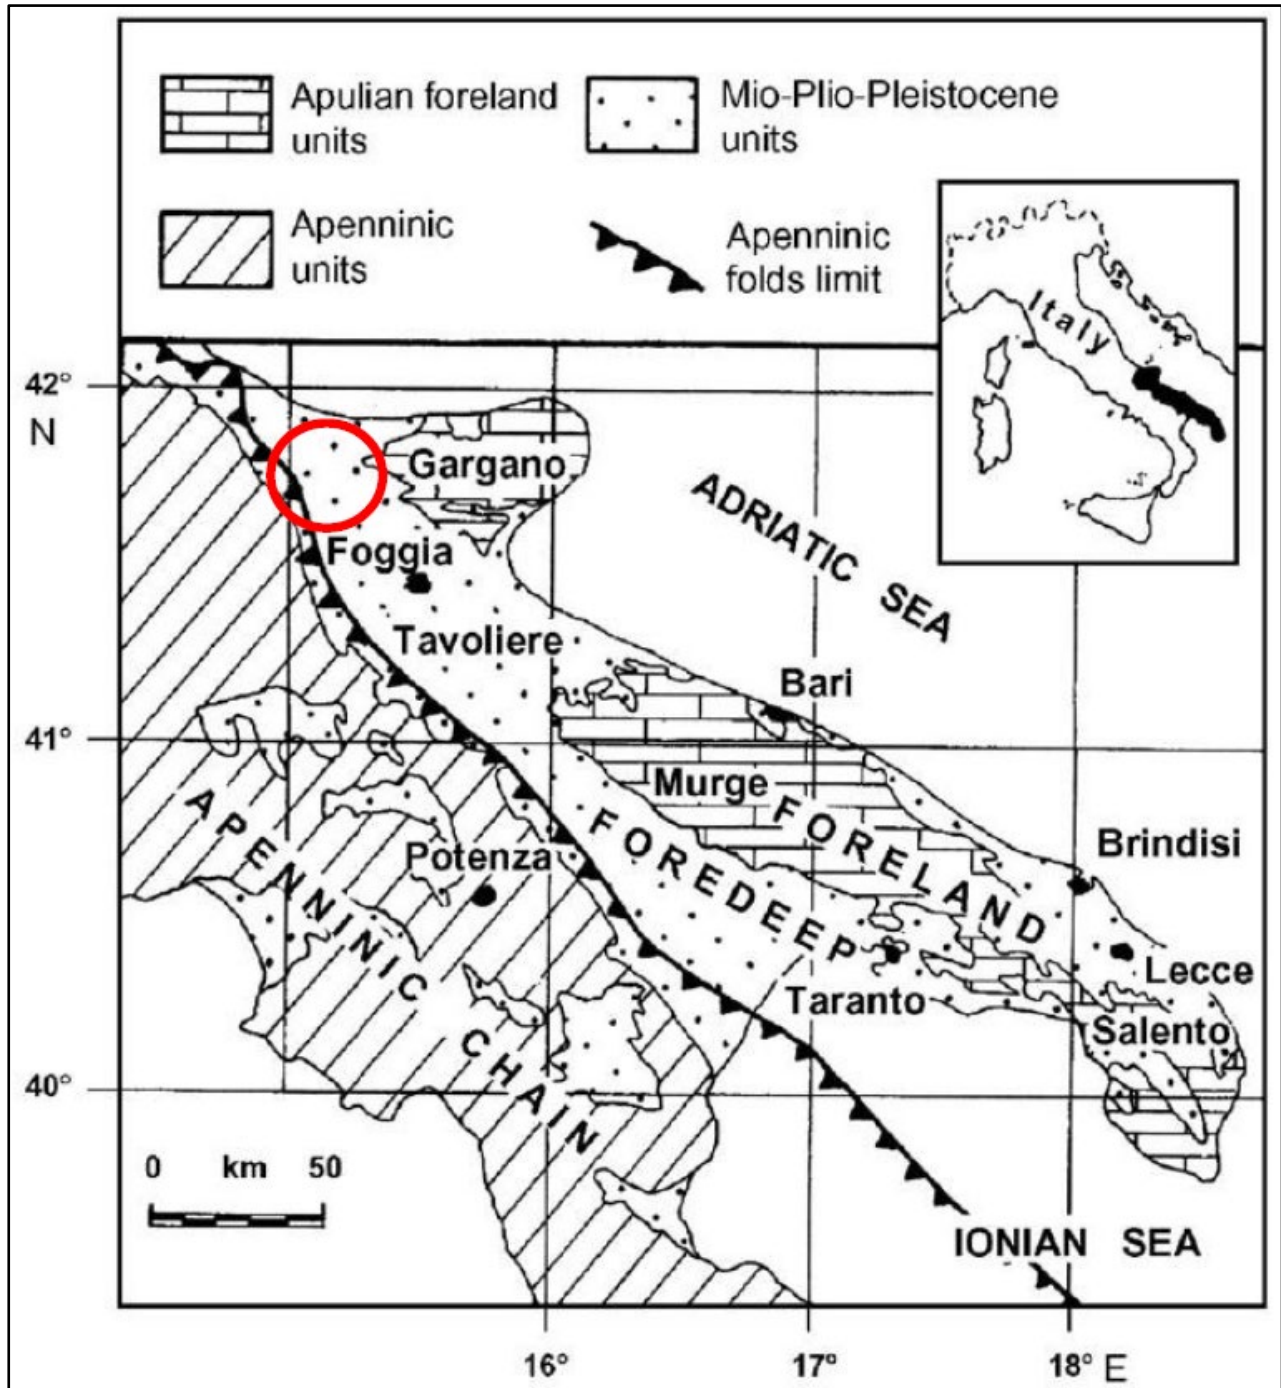 Apulian foreland
units
Mio-Plio-Pleistocene
units
Apenninic
units
Apenninic
folds limit
Italy
42°
N
Gargano
ADRIATIC SEA
Foggia
Tavoliere
Bari
41°
Murge
FORELAND
Brindisi
APENNINIC CHAIN
Potenza
FOREDEEP
Lecce
Taranto
Salento
40°
0 km 50
IONIAN SEA
16° 17° 18° E